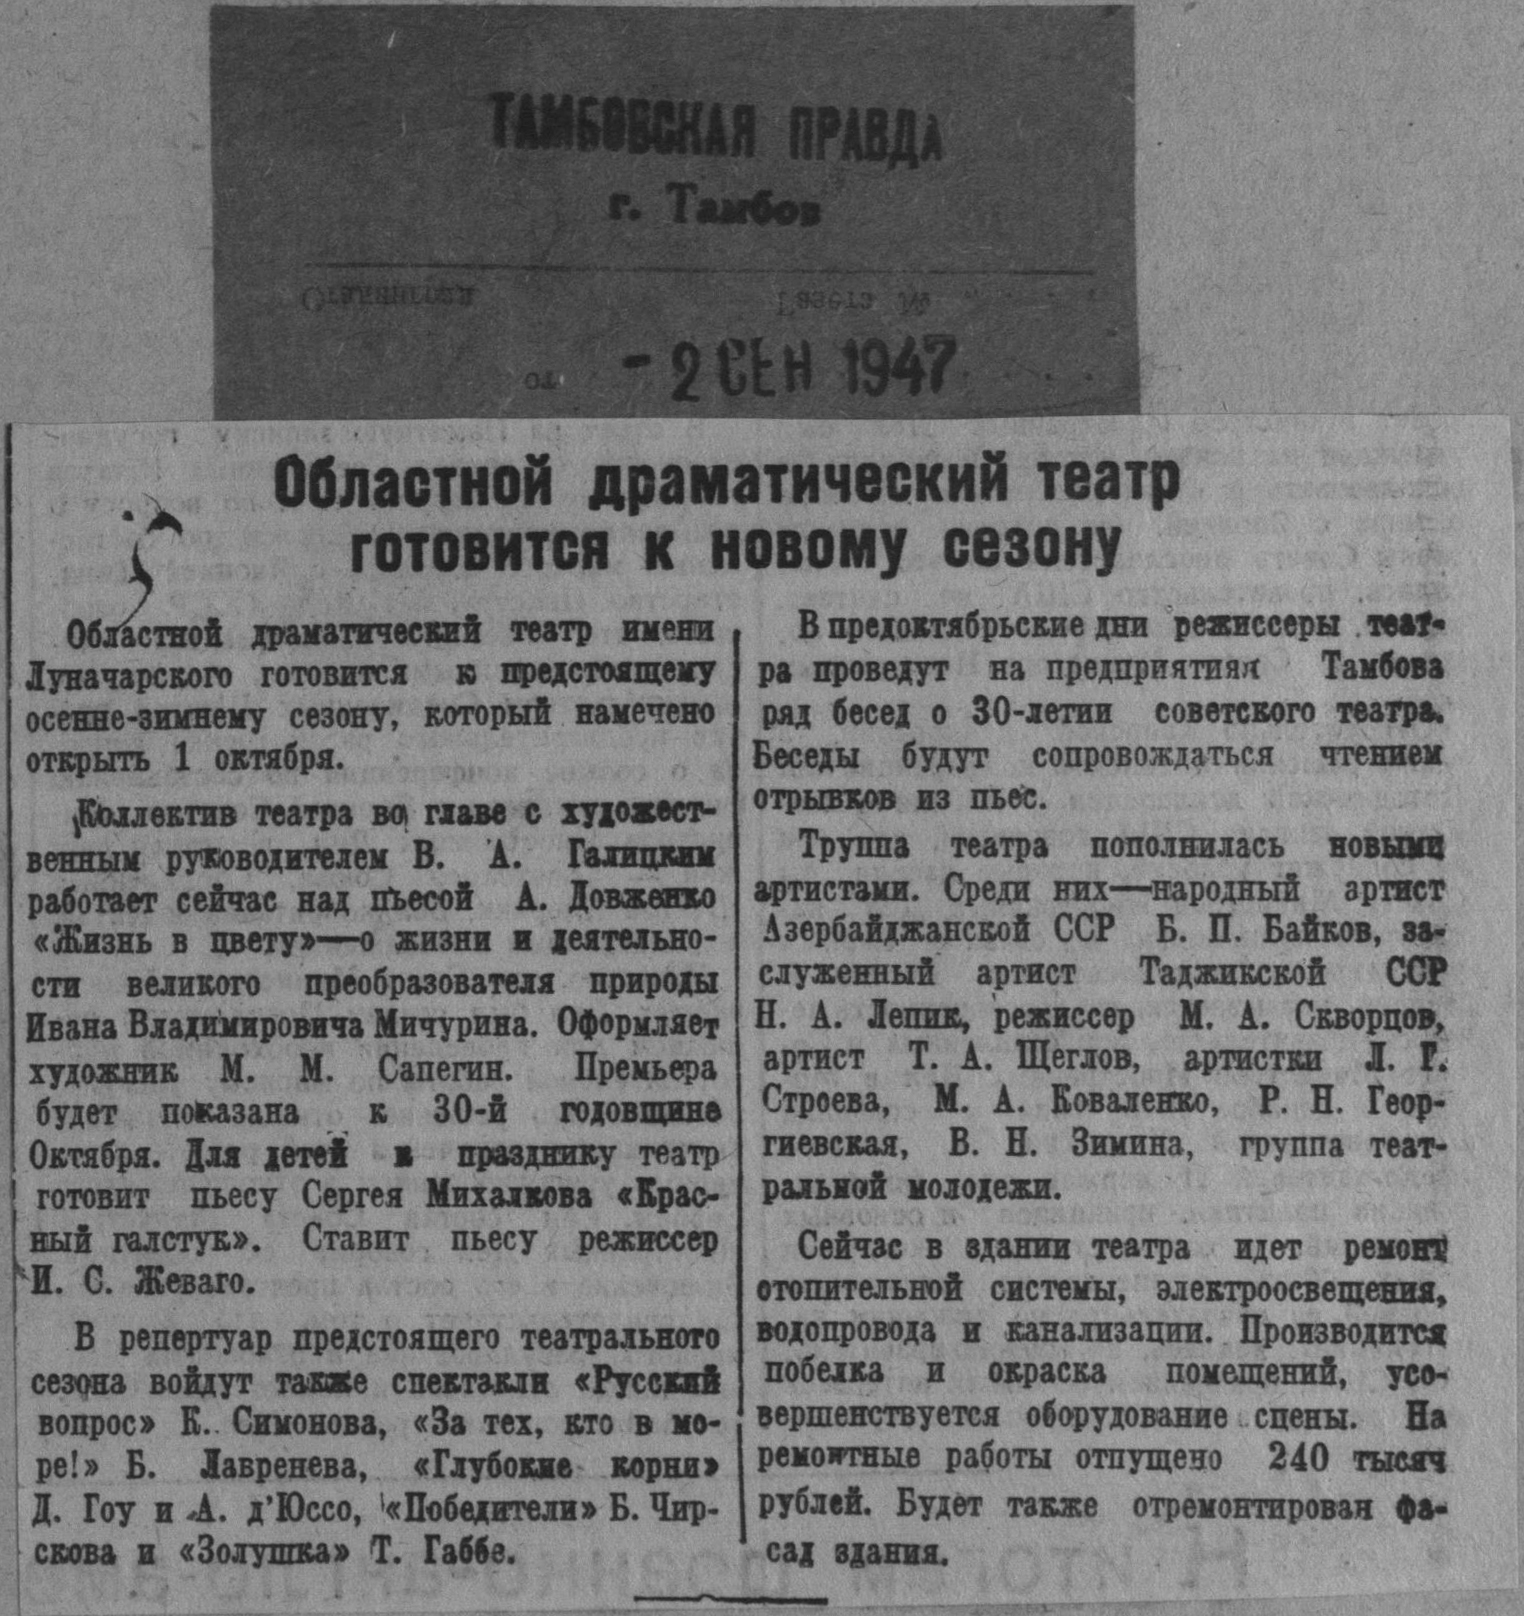 ТАМБОВСКАЯ ПРАВДА
г. Тамбов
Сталинград Газета №
от
- 2 СЕН 1947
Областной драматический театр
готовится к новому сезону
Областной драматический театр имени
Луначарского готовится к предстоящему
осенне-зимнему сезону, который намечено
открыть 1 октября.
Коллектив театра во главе с художест-
венным руководителем В. А. Галицким
работает сейчас над пьесой А. Довженко
«Жизнь в цвету»—о жизни и деятельно-
сти великого преобразователя природы
Ивана Владимировича Мичурина. Оформляет
художник М. М. Сапегин. Премьера
будет показана к 30-й годовщине
Октября. Для детей к празднику театр
готовит пьесу Сергея Михалкова «Крас-
ный галстук». Ставит пьесу режиссер
И. С. Жеваго.
В репертуар предстоящего театрального
сезона войдут также спектакли «Русский
вопрос» К. Симонова, «За тех, кто в мо-
ре!» Б. Лавренева, «Глубокие корни»
Д. Гоу и А. д'Юссо, «Победители» Б. Чир-
скова и «Золушка» Т. Габбе.
В предоктябрьские дни режиссеры теат-
ра проведут на предприятиях Тамбова
ряд бесед о 30-летии советского театра.
Беседы будут сопровождаться чтением
отрывков из пьес.
Труппа театра пополнилась новыми
артистами. Среди них—народный артист
Азербайджанской ССР Б. П. Байков, за-
служенный артист Таджикской ССР
Н. А. Лепик, режиссер М. А. Скворцов,
артист Т. А. Щеглов, артистки Л. Г.
Строева, М. А. Коваленко, Р. Н. Геор-
гиевская, В. Н. Зимина, группа теат-
ральной молодежи.
Сейчас в здании театра идет ремонт
отопительной системы, электроосвещения,
водопровода и канализации. Производится
побелка и окраска помещений, усо-
вершенствуется оборудование сцены. На
ремонтные работы отпущено 240 тысяч
рублей. Будет также отремонтирован фа-
сад здания.